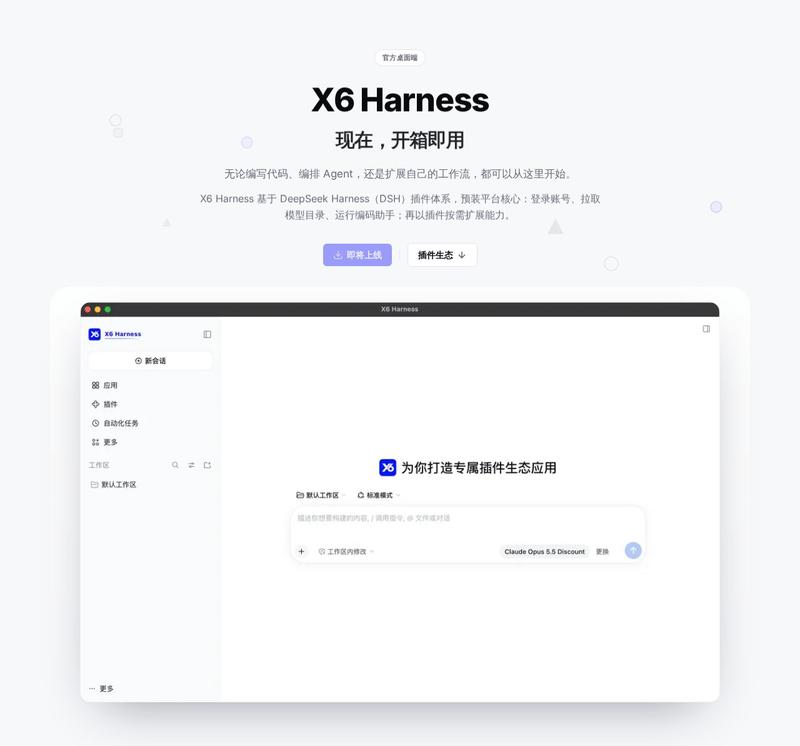 官方桌面端
X6 Harness
现在，开箱即用
无论编写代码、编排 Agent，还是扩展自己的工作流，都可以从这里开始。
X6 Harness 基于 DeepSeek Harness（DSH）插件体系，预装平台核心：登录账号、拉取
模型目录、运行编码助手；再以插件按需扩展能力。
即将上线 插件生态
X6 Harness
X6 X6 Harness
新会话
应用
插件
自动化任务
更多
工作区
默认工作区
X6 为你打造专属插件生态应用
默认工作区 标准模式
描述你想要构建的内容, / 调用指令, @ 文件或对话
工作区内修改 Claude Opus 5.5 Discount 更换
更多